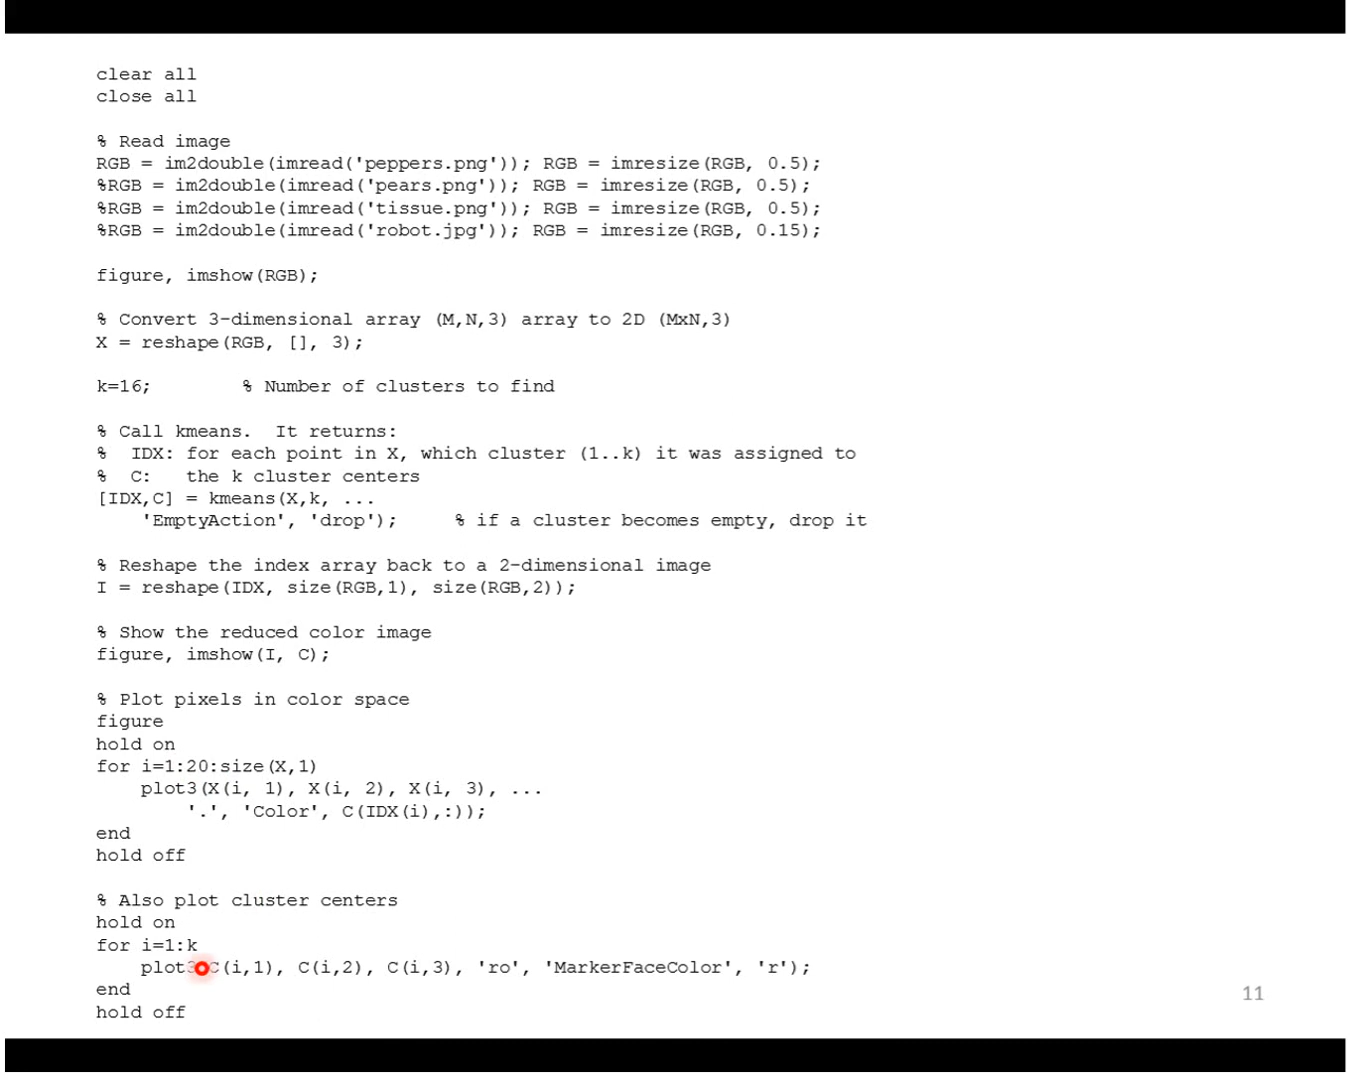 clear all
close all
% Read image
RGB = im2double(imread('peppers.png')); RGB = imresize(RGB, 0.5);
%RGB = im2double(imread('pears.png')); RGB = imresize(RGB, 0.5);
%RGB = im2double(imread('tissue.png')); RGB = imresize(RGB, 0.5);
%RGB = im2double(imread('robot.jpg')); RGB = imresize(RGB, 0.15);
figure, imshow(RGB);
% Convert 3-dimensional array (M,N,3) array to 2D (MxN,3)
X = reshape(RGB, [], 3);
k=16; % Number of clusters to find
% Call kmeans. It returns:
% IDX: for each point in X, which cluster (1..k) it was assigned to
% C: the k cluster centers
[IDX,C] = kmeans(X,k, ...
'EmptyAction', 'drop'); % if a cluster becomes empty, drop it
% Reshape the index array back to a 2-dimensional image
I = reshape(IDX, size(RGB,1), size(RGB,2));
% Show the reduced color image
figure, imshow(I, C);
% Plot pixels in color space
figure
hold on
for i=1:20:size(X,1)
plot3(X(i, 1), X(i, 2), X(i, 3), ...
'.', 'Color', C(IDX(i),:));
end
hold off
% Also plot cluster centers
hold on
for i=1:k
plot3(C(i,1), C(i,2), C(i,3), 'ro', 'MarkerFaceColor', 'r');
end
hold off
11